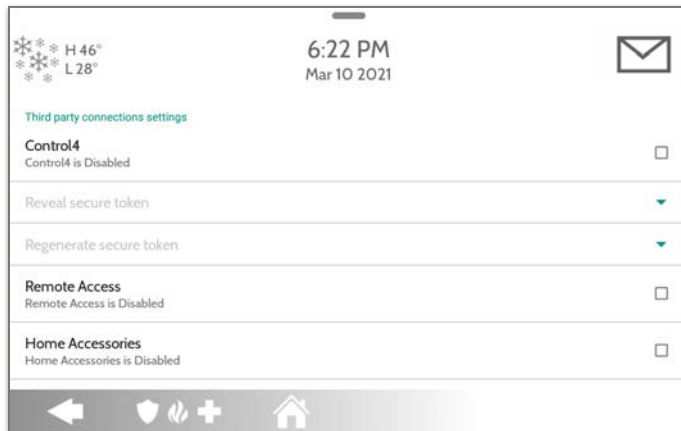 H 46°
L 28°
6:22 PM
Mar 10 2021
Third party connections settings
Control4
Control4 is Disabled
Reveal secure token
Regenerate secure token
Remote Access
Remote Access is Disabled
Home Accessories
Home Accessories is Disabled